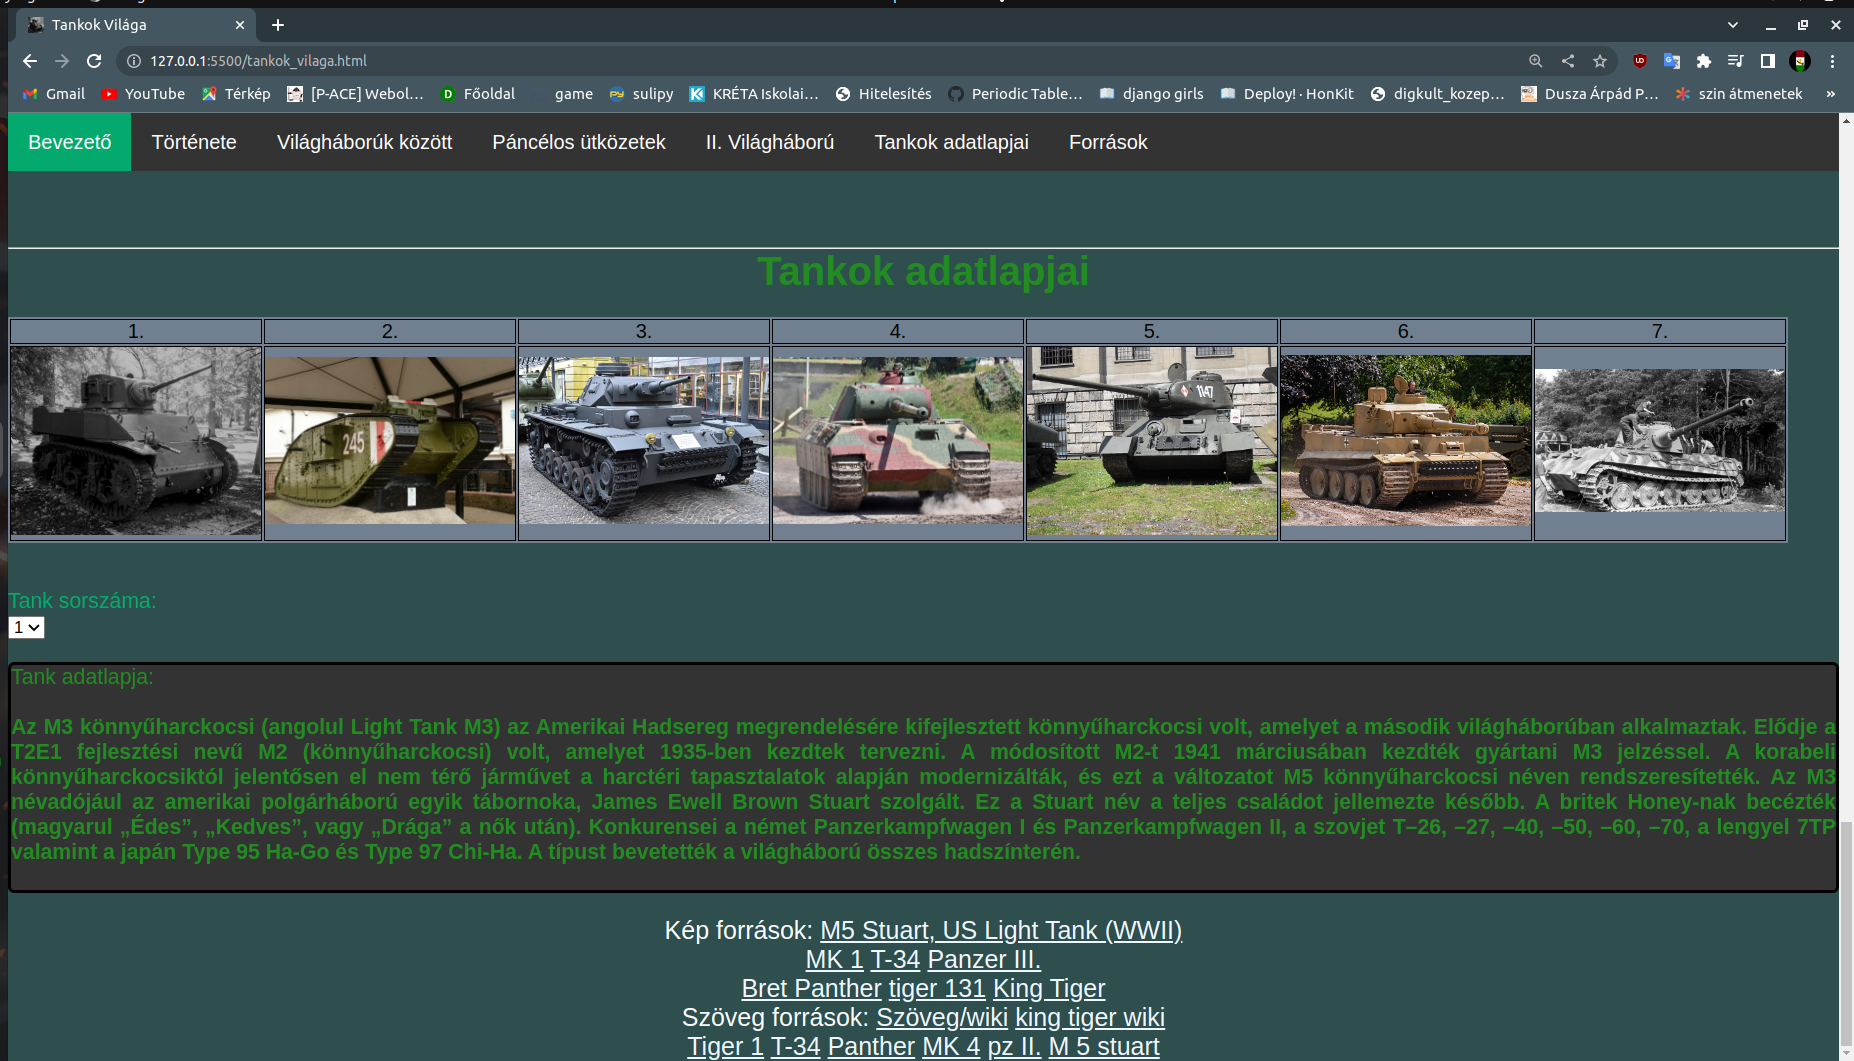 Tankok Világa
127.0.0.1:5500/tankok_vilaga.html
Gmail YouTube Térkép [P-ACE] Webol... Főoldal game sulipy KRÉTA Iskolai... Hitelesítés Periodic Table... django girls Deploy! · HonKit digkult_kozep... Dusza Árpád P... szin átmenetek »
Bevezető Története Világháborúk között Páncélos ütközetek II. Világháború Tankok adatlapjai Források
Tankok adatlapjai
1. 2. 3. 4. 5. 6. 7.
245
1147
Tank sorszáma:
1
Tank adatlapja:
Az M3 könnyűharckocsi (angolul Light Tank M3) az Amerikai Hadsereg megrendelésére kifejlesztett könnyűharckocsi volt, amelyet a második világháborúban alkalmaztak. Elődje a
T2E1 fejlesztési nevű M2 (könnyűharckocsi) volt, amelyet 1935-ben kezdtek tervezni. A módosított M2-t 1941 márciusában kezdték gyártani M3 jelzéssel. A korabeli
könnyűharckocsiktól jelentősen el nem térő járművet a harctéri tapasztalatok alapján modernizálták, és ezt a változatot M5 könnyűharckocsi néven rendszeresítették. Az M3
névadójául az amerikai polgárháború egyik tábornoka, James Ewell Brown Stuart szolgált. Ez a Stuart név a teljes családot jellemezte később. A britek Honey-nak becézték
(magyarul „Édes”, „Kedves”, vagy „Drága” a nők után). Konkurensei a német Panzerkampfwagen I és Panzerkampfwagen II, a szovjet T–26, –27, –40, –50, –60, –70, a lengyel 7TP
valamint a japán Type 95 Ha-Go és Type 97 Chi-Ha. A típust bevetették a világháború összes hadszínterén.
Kép források: M5 Stuart, US Light Tank (WWII)
MK 1 T-34 Panzer III.
Bret Panther tiger 131 King Tiger
Szöveg források: Szöveg/wiki king tiger wiki
Tiger 1 T-34 Panther MK 4 pz II. M 5 stuart